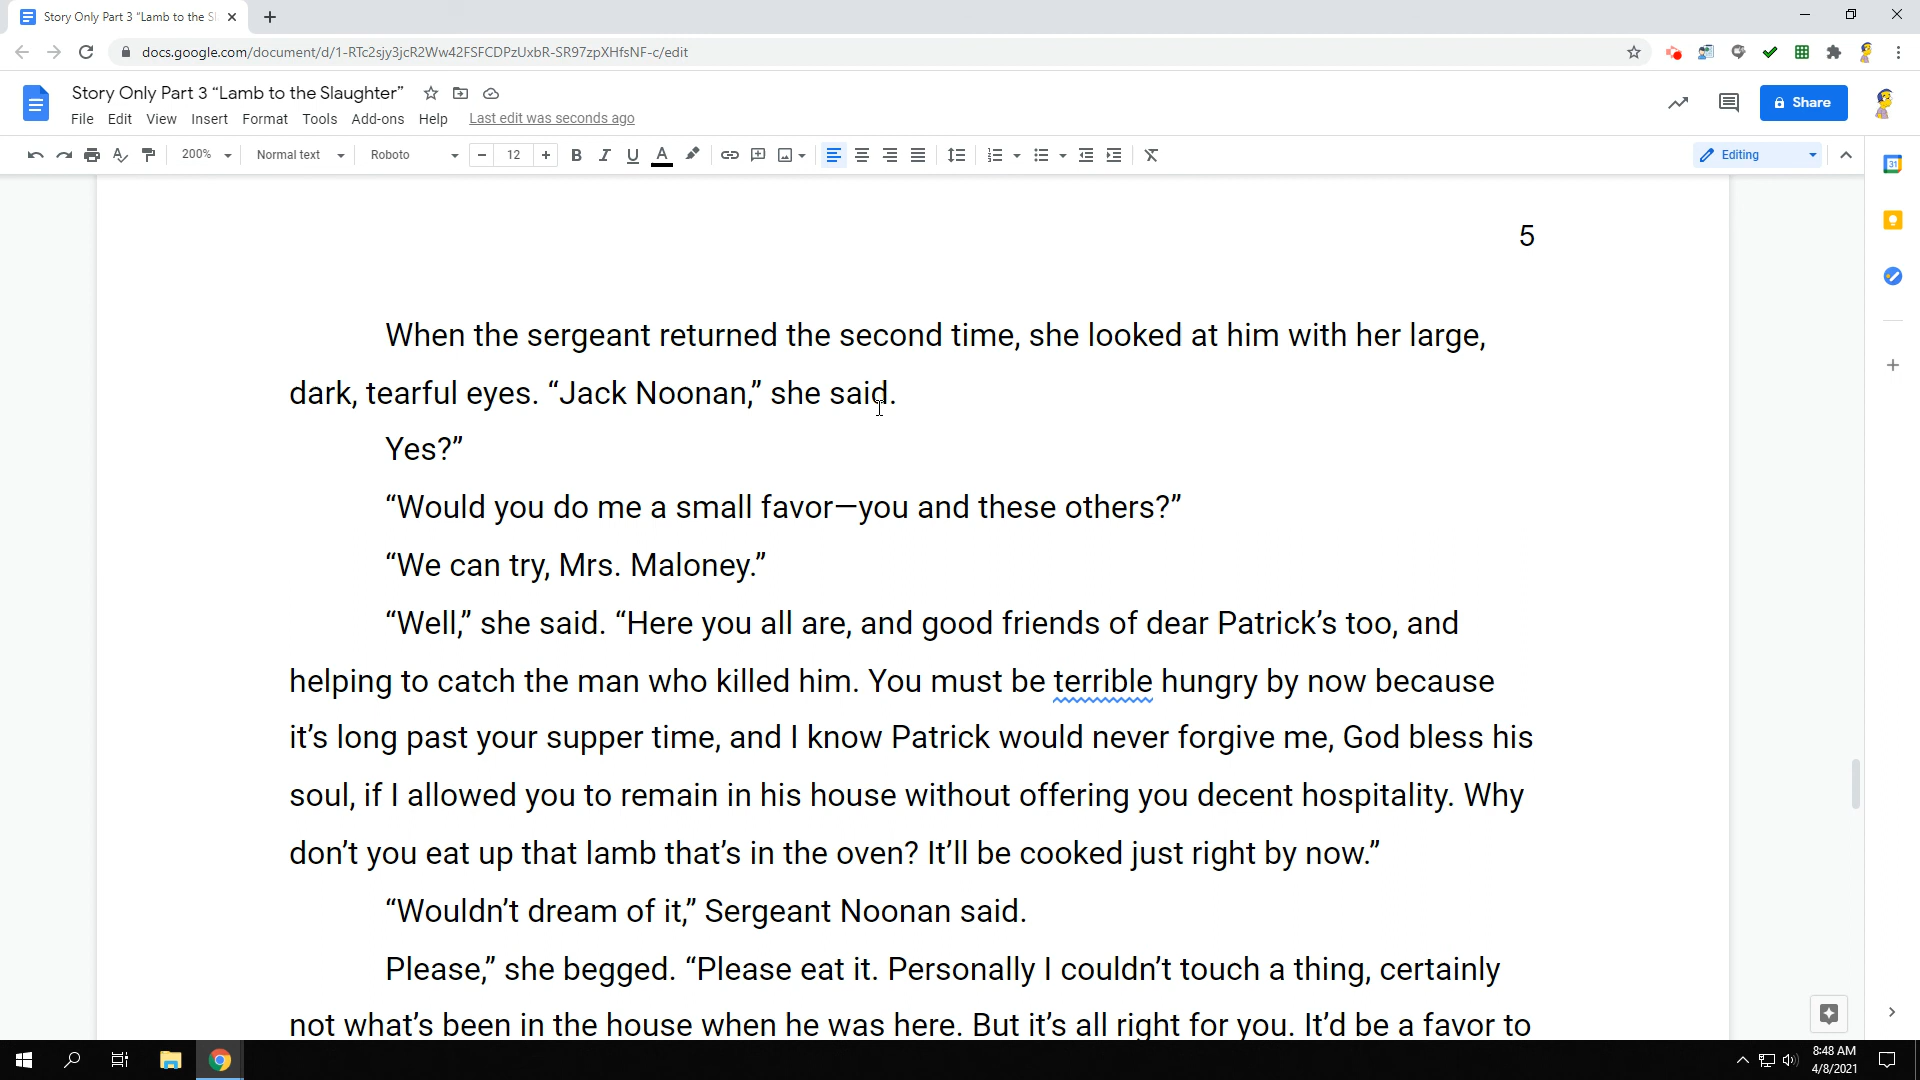 Story Only Part 3 “Lamb to the Sl
docs.google.com/document/d/1-RTc2sjy3jcR2Ww42FSFCDPzUxbR-SR97zpXHfsNF-c/edit
Story Only Part 3 “Lamb to the Slaughter”
Share
File Edit View Insert Format Tools Add-ons Help Last edit was seconds ago
200% Normal text Roboto 12 B I U A Editing
31
5
When the sergeant returned the second time, she looked at him with her large,
dark, tearful eyes. “Jack Noonan,” she said.
Yes?”
“Would you do me a small favor—you and these others?”
“We can try, Mrs. Maloney.”
“Well,” she said. “Here you all are, and good friends of dear Patrick’s too, and
helping to catch the man who killed him. You must be terrible hungry by now because
it’s long past your supper time, and I know Patrick would never forgive me, God bless his
soul, if I allowed you to remain in his house without offering you decent hospitality. Why
don’t you eat up that lamb that’s in the oven? It’ll be cooked just right by now.”
“Wouldn’t dream of it,” Sergeant Noonan said.
Please,” she begged. “Please eat it. Personally I couldn’t touch a thing, certainly
not what’s been in the house when he was here. But it’s all right for you. It’d be a favor to
8:48 AM
4/8/2021